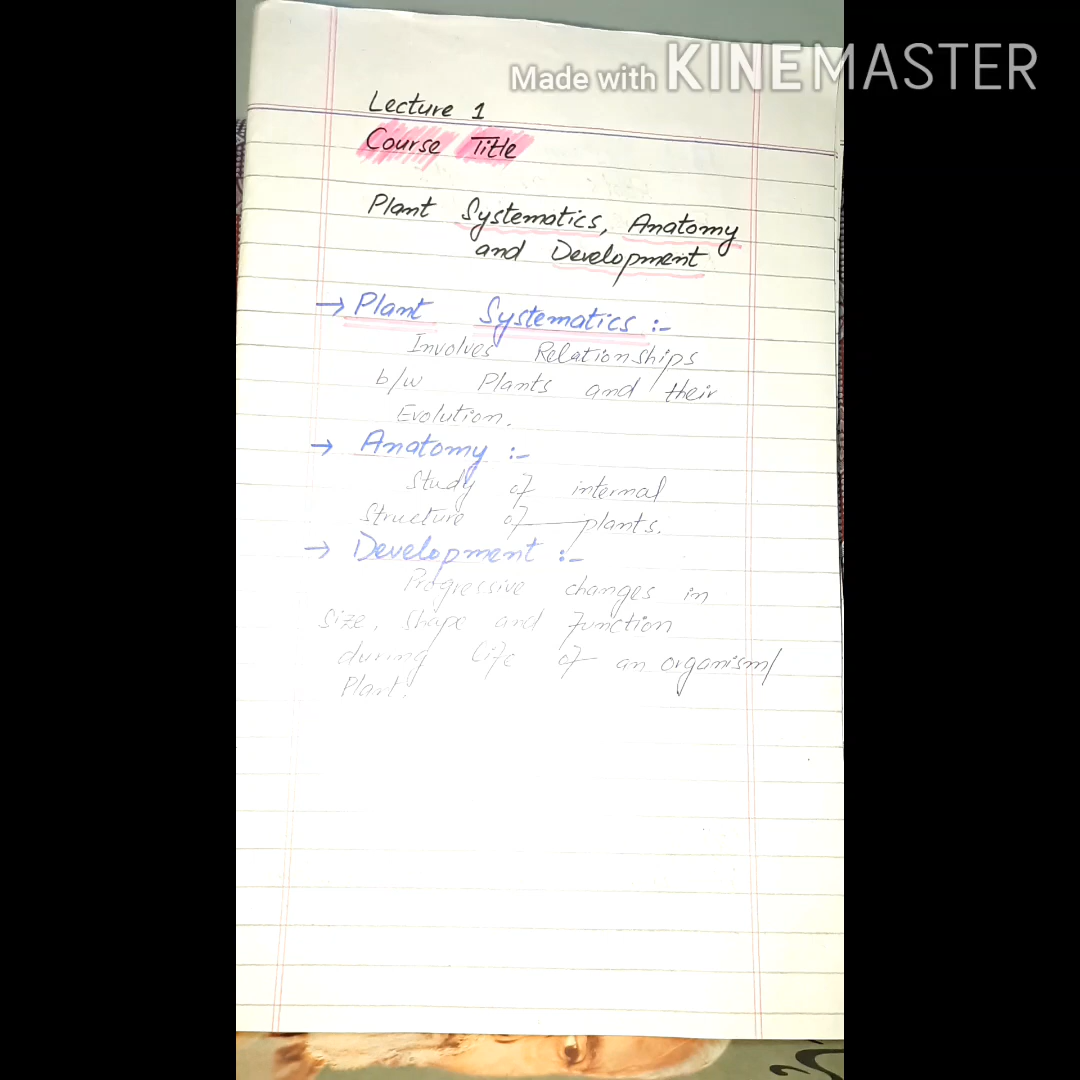 Made with KINEMASTER
Lecture 1
Course Title
Plant Systematics, Anatomy
and Development
→ Plant Systematics :-
Involves Relationships
b/w Plants and their
Evolution.
→ Anatomy :-
Study of internal
Structure of plants.
→ Development :-
Progressive changes in
Size, Shape and Function
during life of an organism/
Plant.